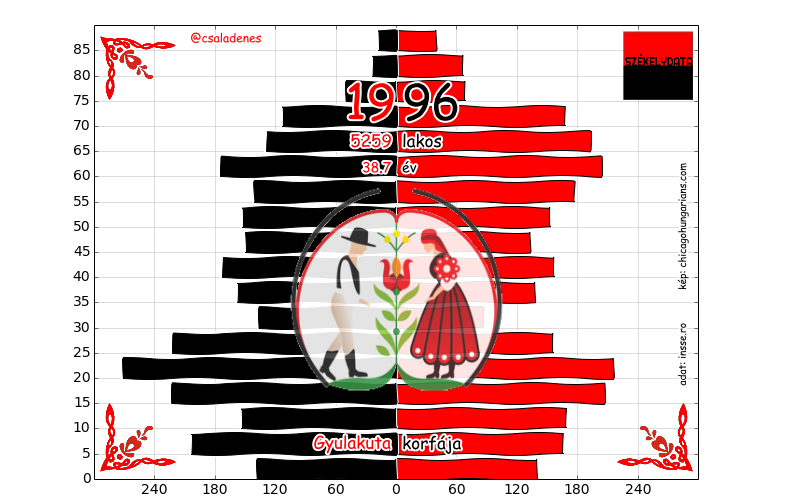 @csaladenes
SZÉKELYDATA
1996
5259 lakos
38.7 év
kép: chicagohungarians.com
adat: insse.ro
Gyulakuta korfája
85
80
75
70
65
60
55
50
45
40
35
30
25
20
15
10
5
0
240 180 120 60 0 60 120 180 240